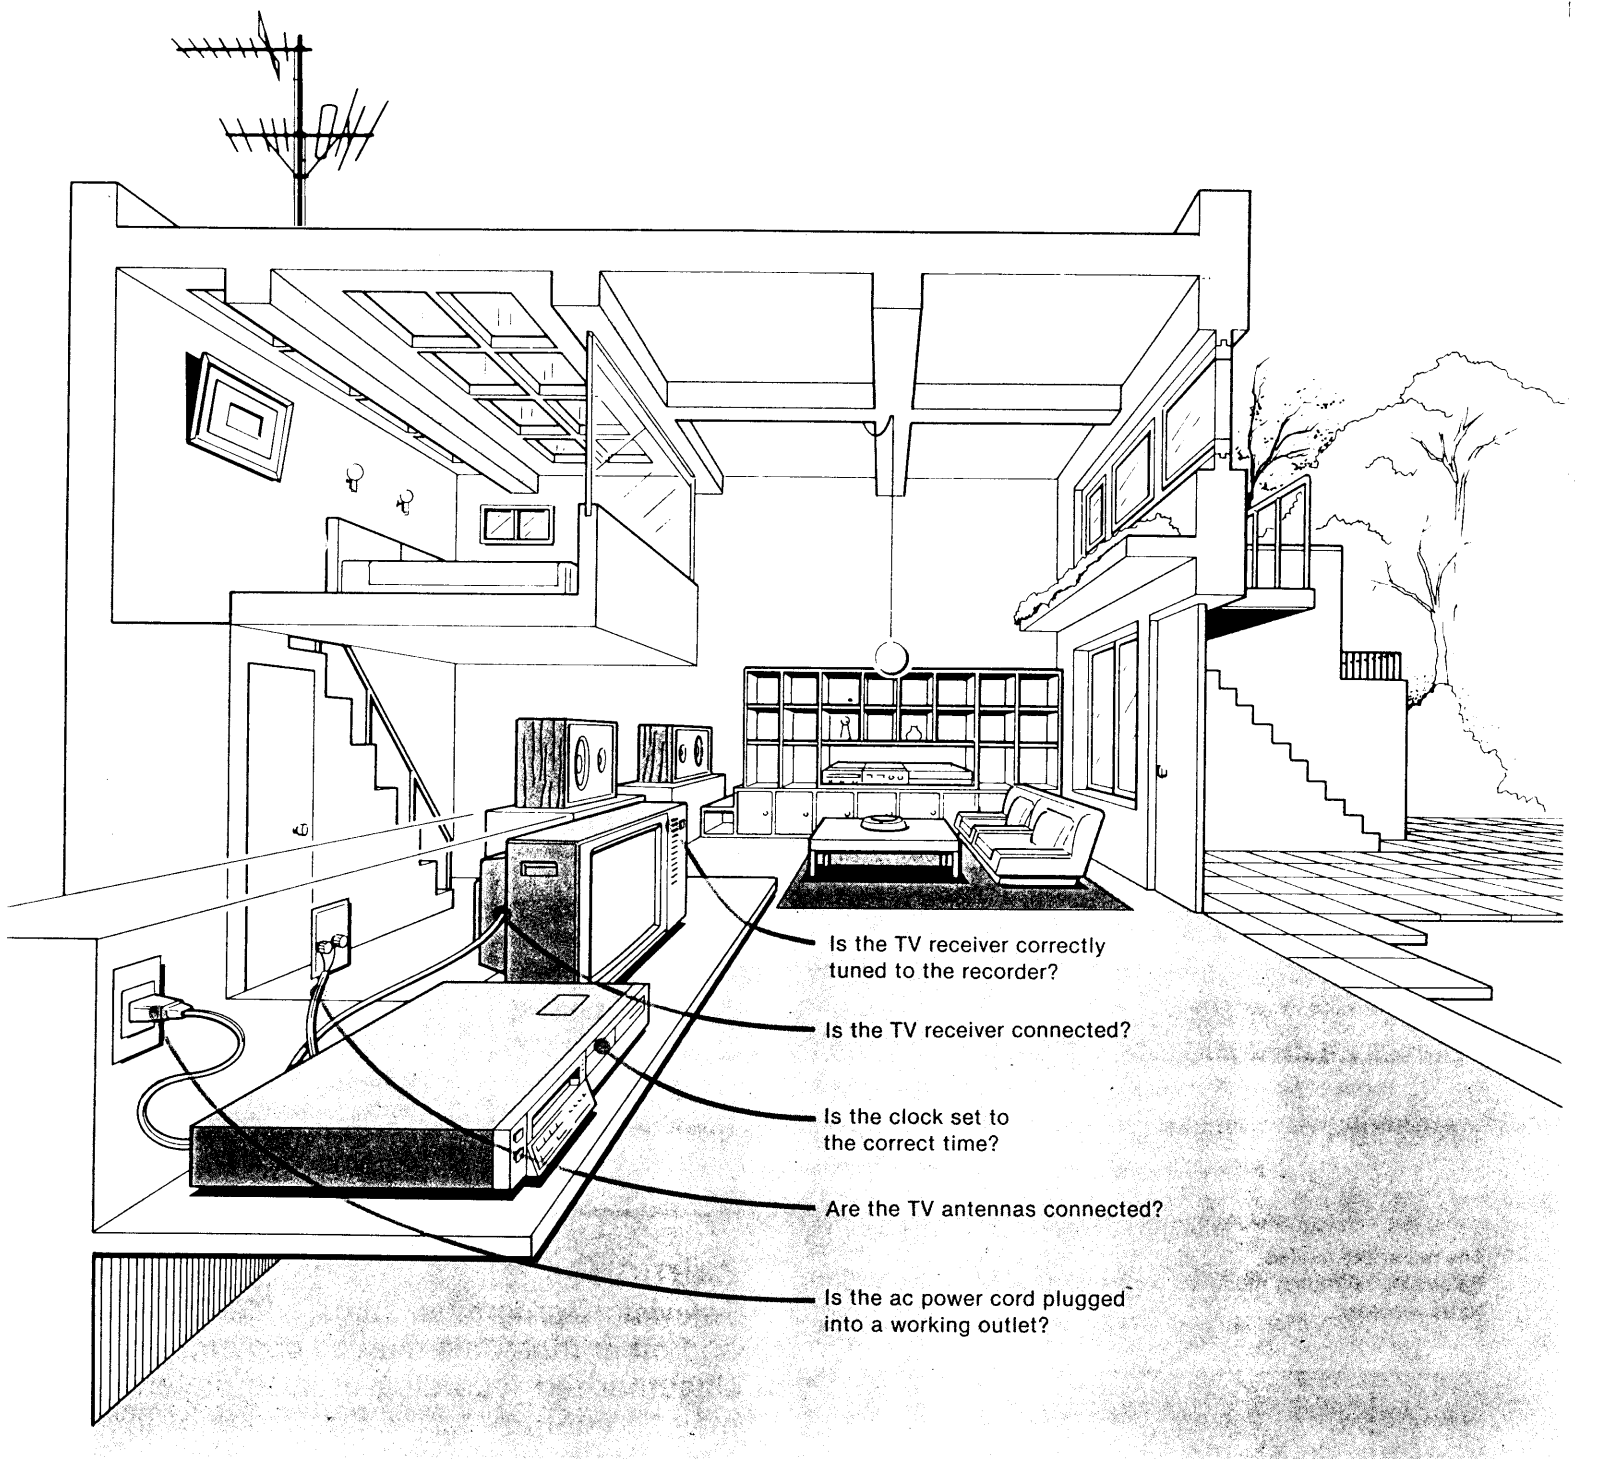 Is the TV receiver correctly
tuned to the recorder?
Is the TV receiver connected?
Is the clock set to
the correct time?
Are the TV antennas connected?
Is the ac power cord plugged
into a working outlet?